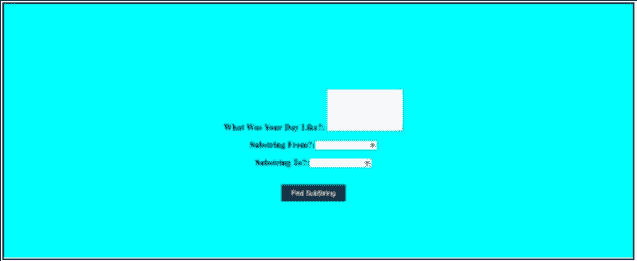 What Was Your Day Like?:
Substring From?:
Substring To?:
Find SubString